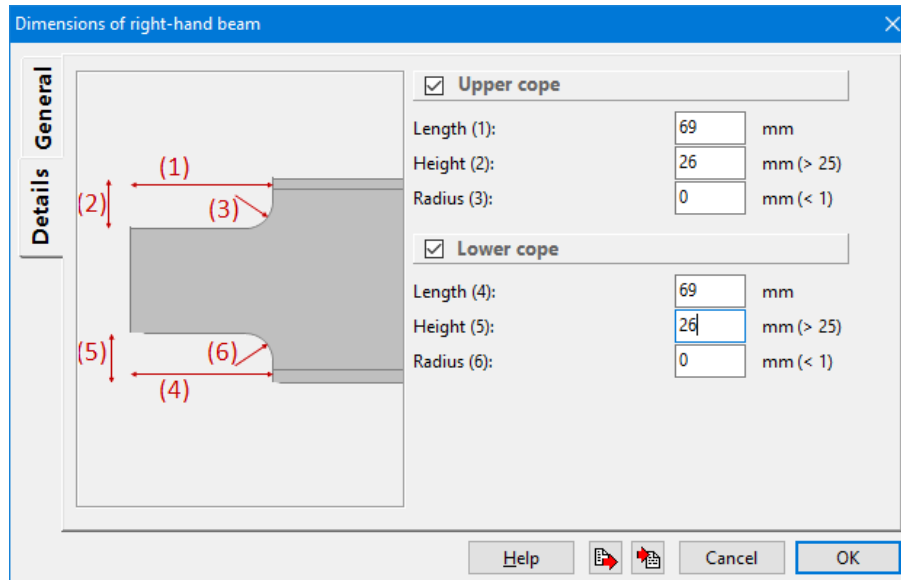 Dimensions of right-hand beam
General
Details
(1)
(2)
(3)
(5)
(6)
(4)
Upper cope
Length (1): 69 mm
Height (2): 26 mm (> 25)
Radius (3): 0 mm (< 1)
Lower cope
Length (4): 69 mm
Height (5): 26 mm (> 25)
Radius (6): 0 mm (< 1)
Help Cancel OK